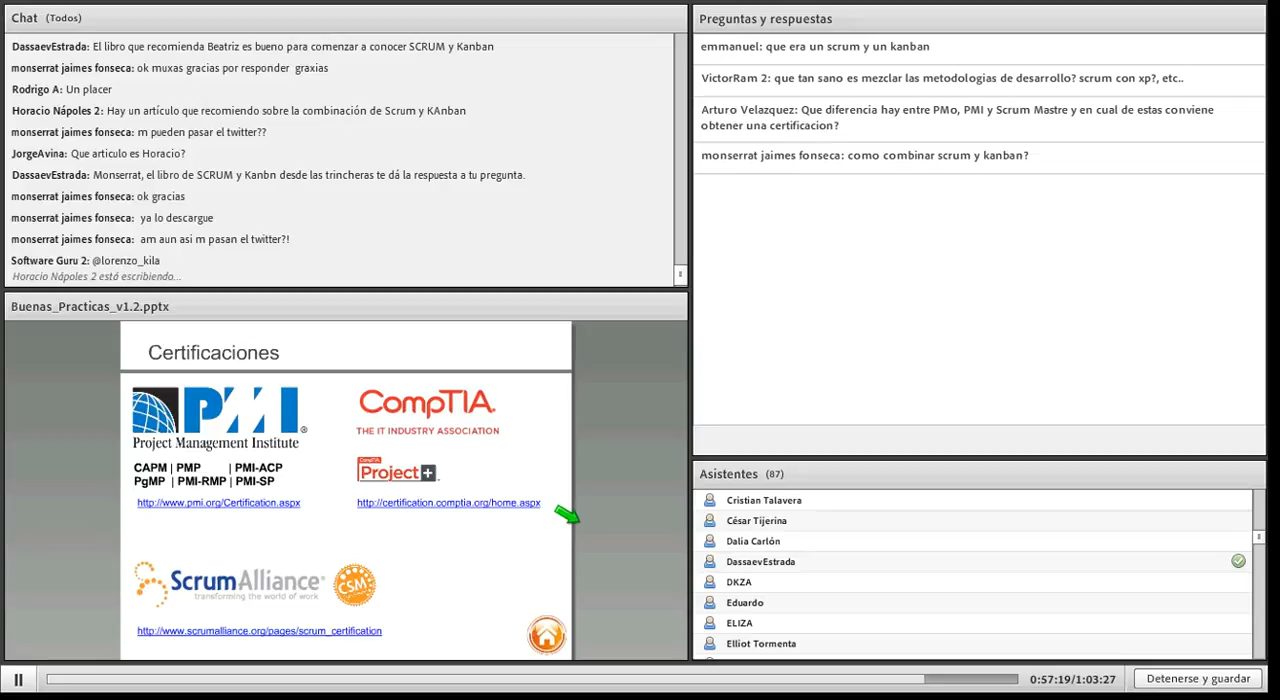 Chat (Todos)
DassaevEstrada: El libro que recomienda Beatriz es bueno para comenzar a conocer SCRUM y Kanban
monserrat jaimes fonseca: ok muxas gracias por responder graxias
Rodrigo A: Un placer
Horacio Nápoles 2: Hay un artículo que recomiendo sobre la combinación de Scrum y KAnban
monserrat jaimes fonseca: m pueden pasar el twitter??
JorgeAvina: Que articulo es Horacio?
DassaevEstrada: Monserrat, el libro de SCRUM y Kanbn desde las trincheras te dá la respuesta a tu pregunta.
monserrat jaimes fonseca: ok gracias
monserrat jaimes fonseca: ya lo descargue
monserrat jaimes fonseca: am aun asi m pasan el twitter?!
Software Guru 2: @lorenzo_kila
Horacio Nápoles 2 está escribiendo...
Buenas_Practicas_v1.2.pptx
Certificaciones
PMI ®
Project Management Institute
CAPM | PMP | PMI-ACP
PgMP | PMI-RMP | PMI-SP
http://www.pmi.org/Certification.aspx
CompTIA.
THE IT INDUSTRY ASSOCIATION
CompTIA
Project+
http://certification.comptia.org/home.aspx
ScrumAlliance®
transforming the world of work
CSM
http://www.scrumalliance.org/pages/scrum_certification
Preguntas y respuestas
emmanuel: que era un scrum y un kanban
VictorRam 2: que tan sano es mezclar las metodologias de desarrollo? scrum con xp?, etc..
Arturo Velazquez: Que diferencia hay entre PMo, PMI y Scrum Mastre y en cual de estas conviene
obtener una certificacion?
monserrat jaimes fonseca: como combinar scrum y kanban?
Asistentes (87)
Cristian Talavera
César Tijerina
Dalia Carlón
DassaevEstrada
DKZA
Eduardo
ELIZA
Elliot Tormenta
0:57:19/1:03:27
Detenerse y guardar